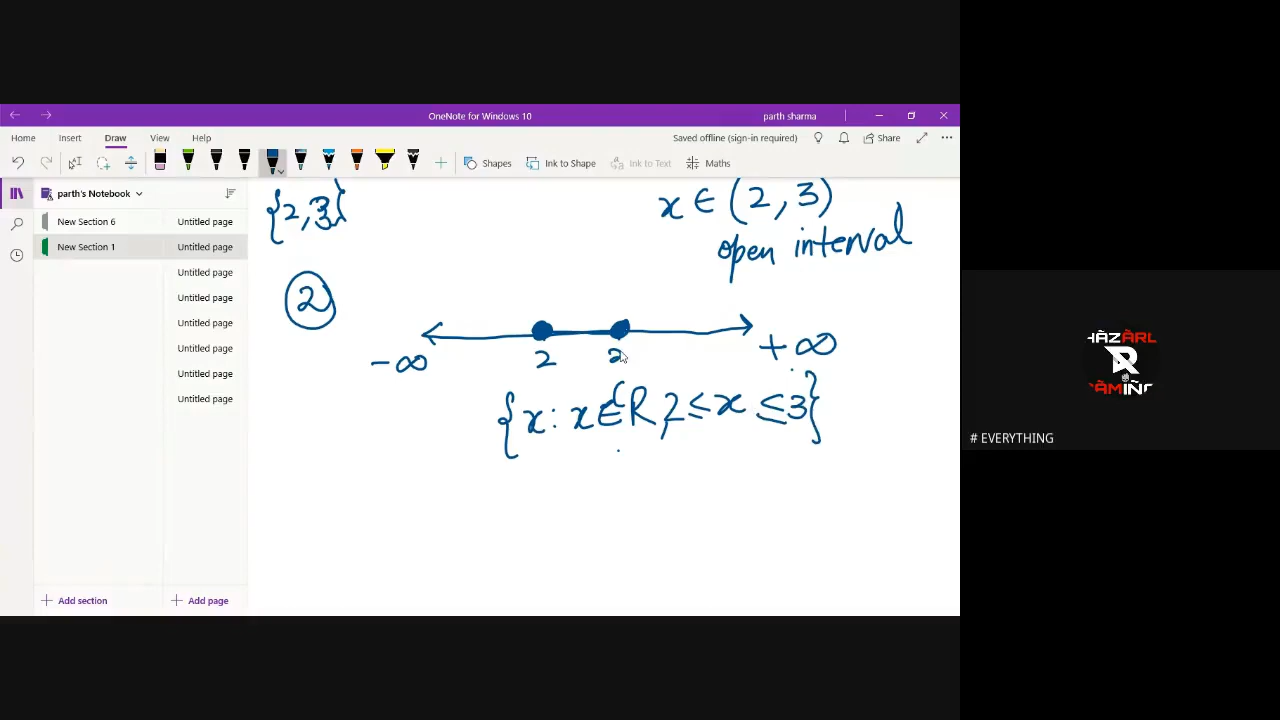 OneNote for Windows 10
parth sharma
Home Insert Draw View Help
Saved offline (sign-in required)
Share
Shapes
Ink to Shape
Ink to Text
Maths
parth's Notebook
New Section 6
New Section 1
Untitled page
Untitled page
Untitled page
Untitled page
Untitled page
Untitled page
Untitled page
Untitled page
Add section
Add page
{2,3}
x ∈ (2, 3)
open interval
2
-∞
2
+∞
{x: x∈R, 2≤x≤3}
R
# EVERYTHING